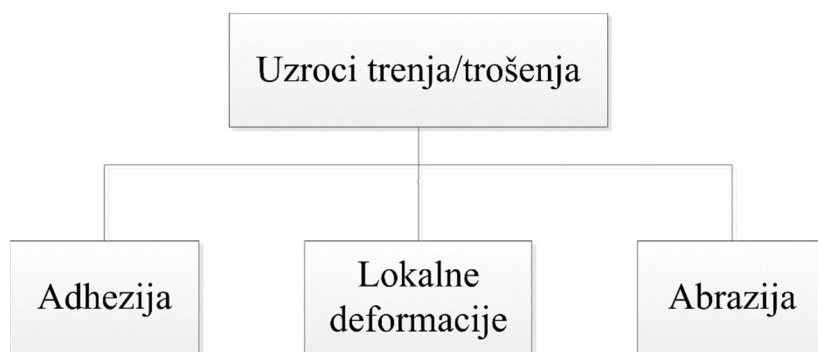 Uzroci trenja/trošenja
Adhezija
Lokalne
deformacije
Abrazija